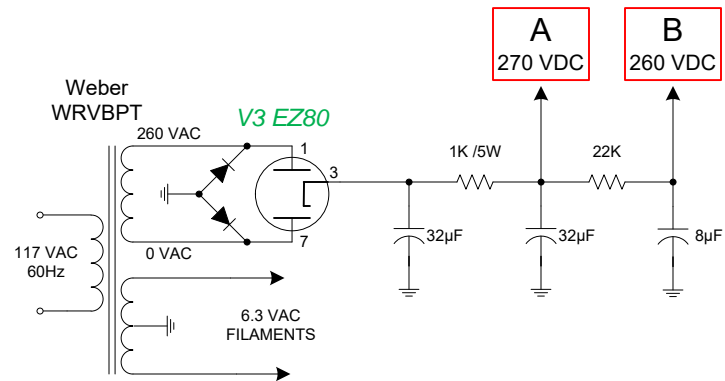 A
270 VDC
B
260 VDC
Weber
WRVBPT
V3 EZ80
260 VAC
1
3
7
0 VAC
117 VAC
60Hz
6.3 VAC
FILAMENTS
1K /5W
22K
32µF
32µF
8µF